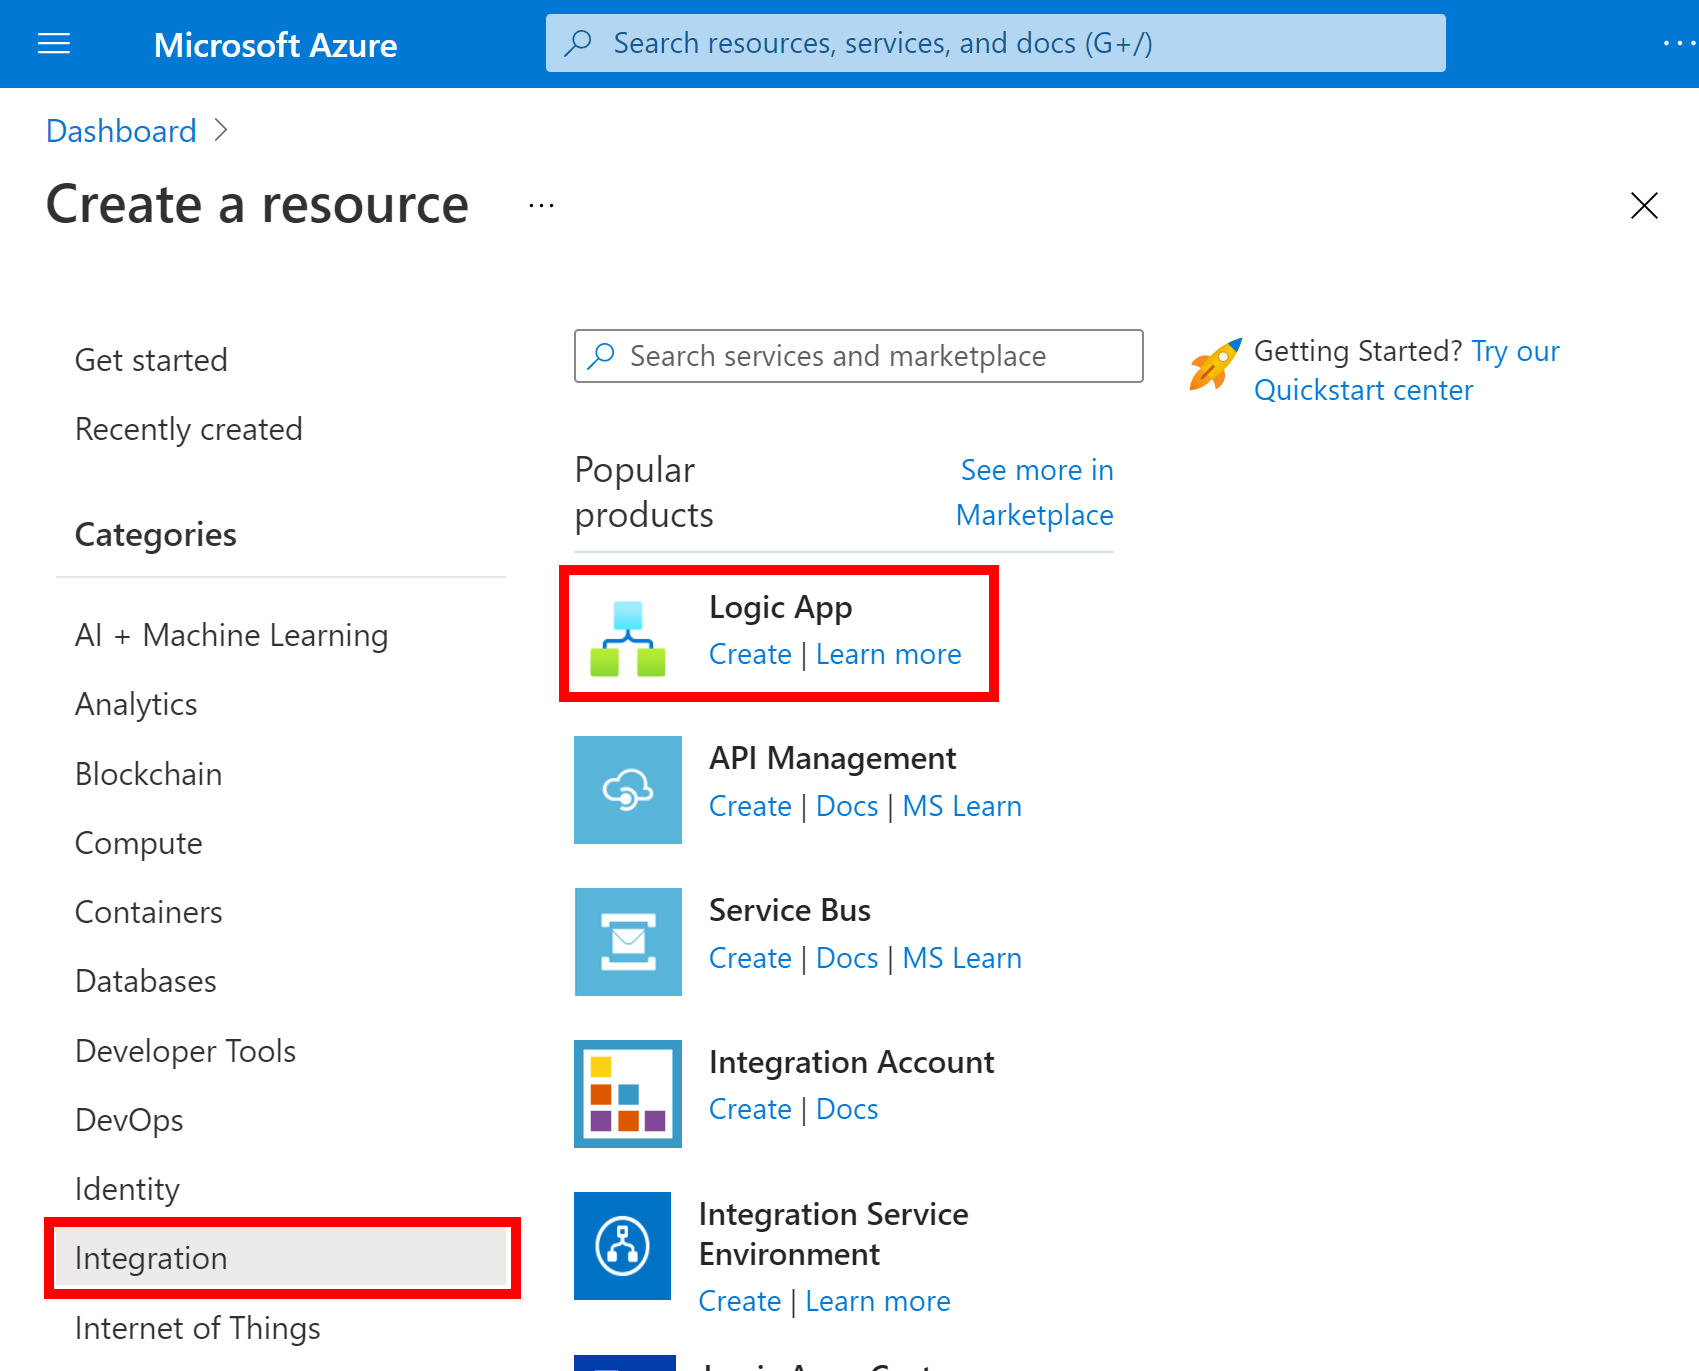 Microsoft Azure
Search resources, services, and docs (G+/)
Dashboard
Create a resource
Get started
Recently created
Categories
AI + Machine Learning
Analytics
Blockchain
Compute
Containers
Databases
Developer Tools
DevOps
Identity
Integration
Internet of Things
Search services and marketplace
Getting Started? Try our
Quickstart center
Popular
products
See more in
Marketplace
Logic App
Create | Learn more
API Management
Create | Docs | MS Learn
Service Bus
Create | Docs | MS Learn
Integration Account
Create | Docs
Integration Service
Environment
Create | Learn more